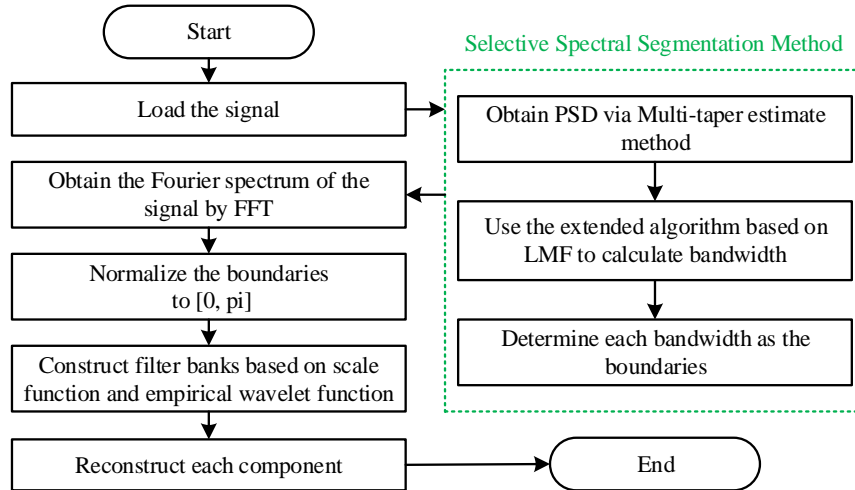 Start
Load the signal
Selective Spectral Segmentation Method
Obtain PSD via Multi-taper estimate
method
Use the extended algorithm based on
LMF to calculate bandwidth
Determine each bandwidth as the
boundaries
Obtain the Fourier spectrum of the
signal by FFT
Normalize the boundaries
to [0, pi]
Construct filter banks based on scale
function and empirical wavelet function
Reconstruct each component
End